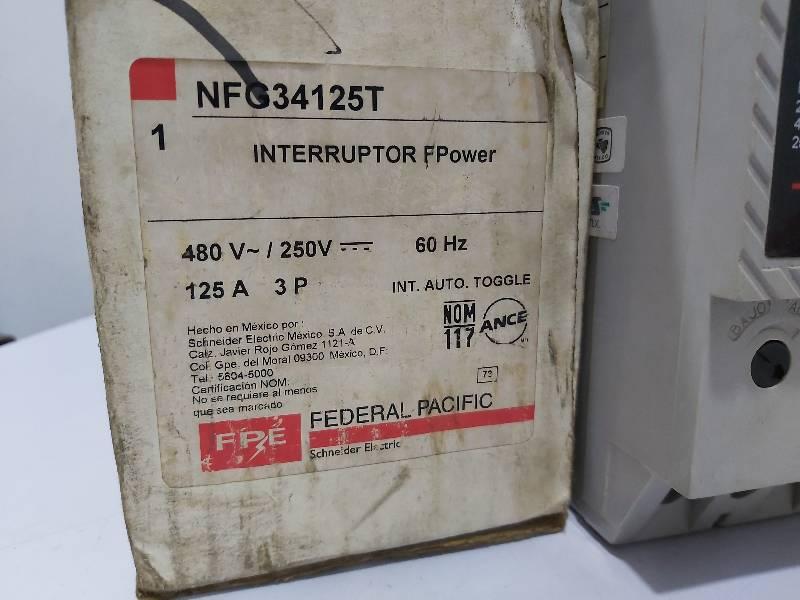 NFG34125T
1
INTERRUPTOR FPower
480 V~ / 250V 60 Hz
125 A 3 P INT. AUTO. TOGGLE
NOM
117
ANCE
Hecho en México por:
Schneider Electric México, S.A. de C.V.
Calz. Javier Rojo Gómez 1121-A
Col. Gpe. del Moral 09300 México, D.F.
Tel.: 5804-5000
Certificación NOM:
No se requiere al menos
que sea marcado
73
FPE
FEDERAL PACIFIC
Schneider Electric
BAJO